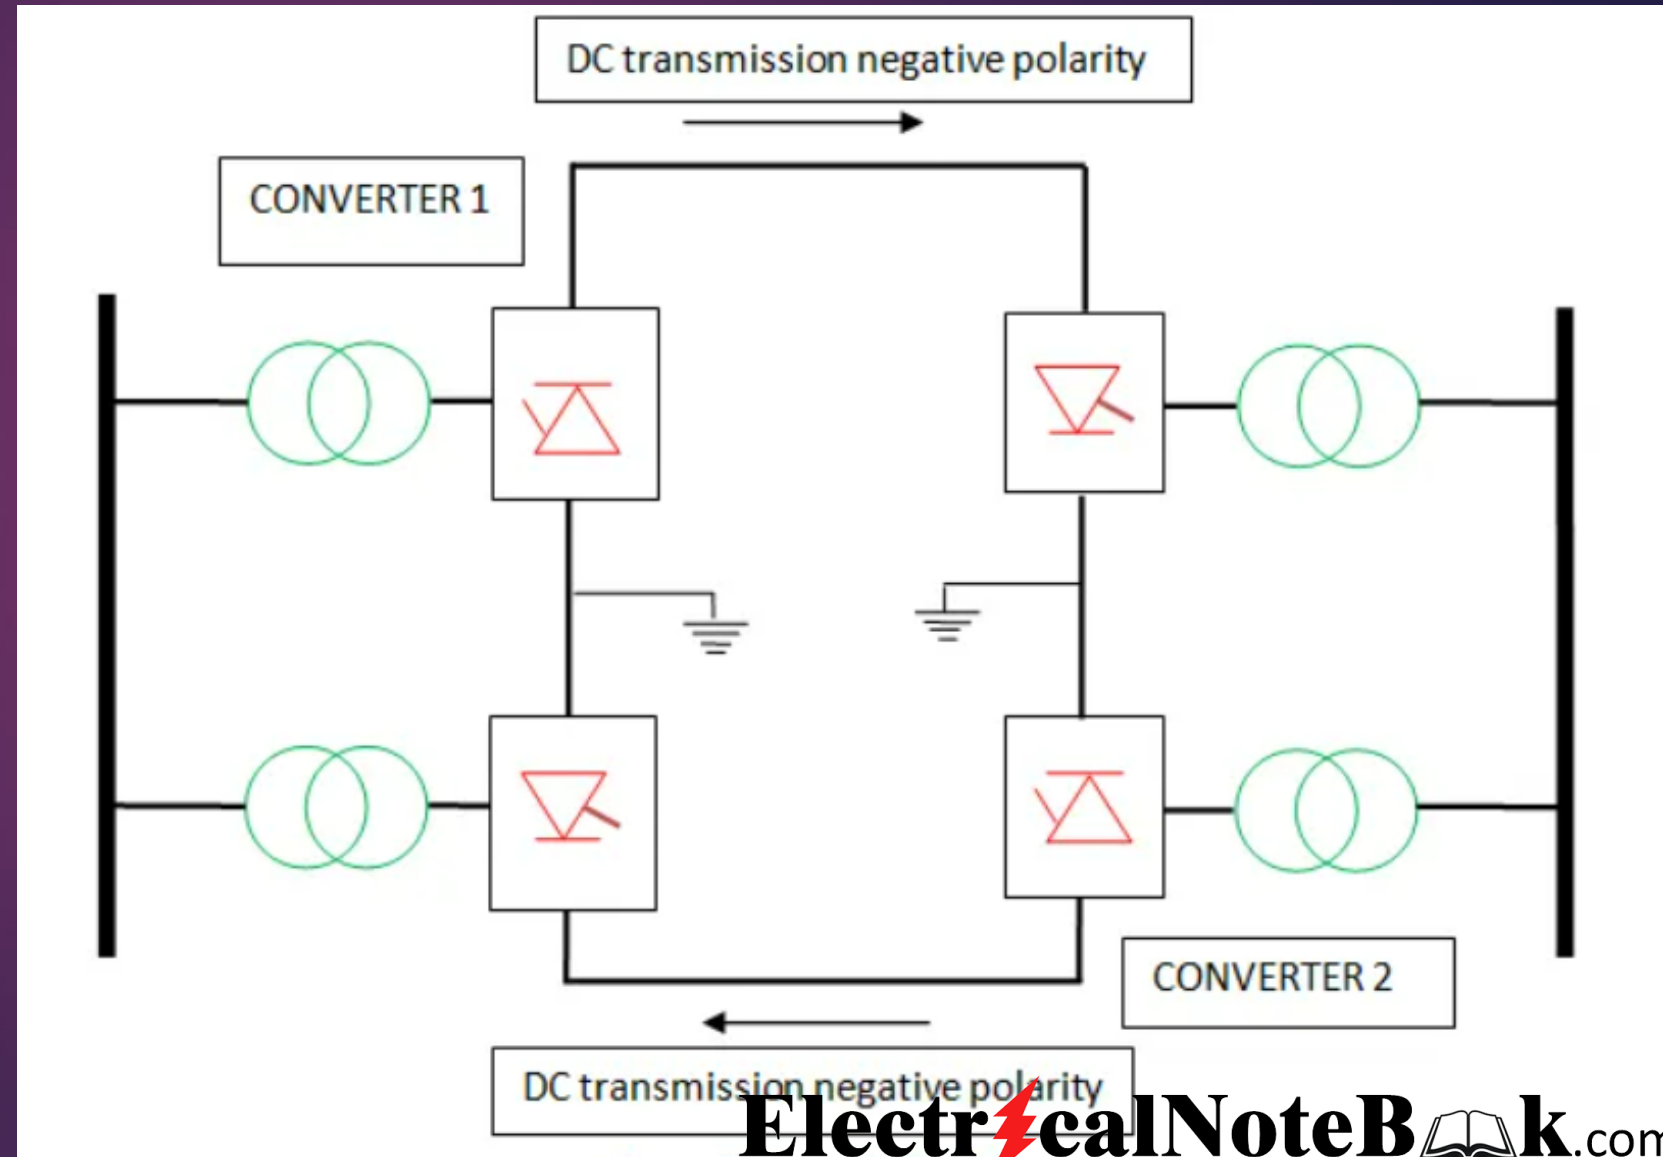 DC transmission negative polarity
CONVERTER 1
CONVERTER 2
DC transmission negative polarity
ElectricalNoteBook.com